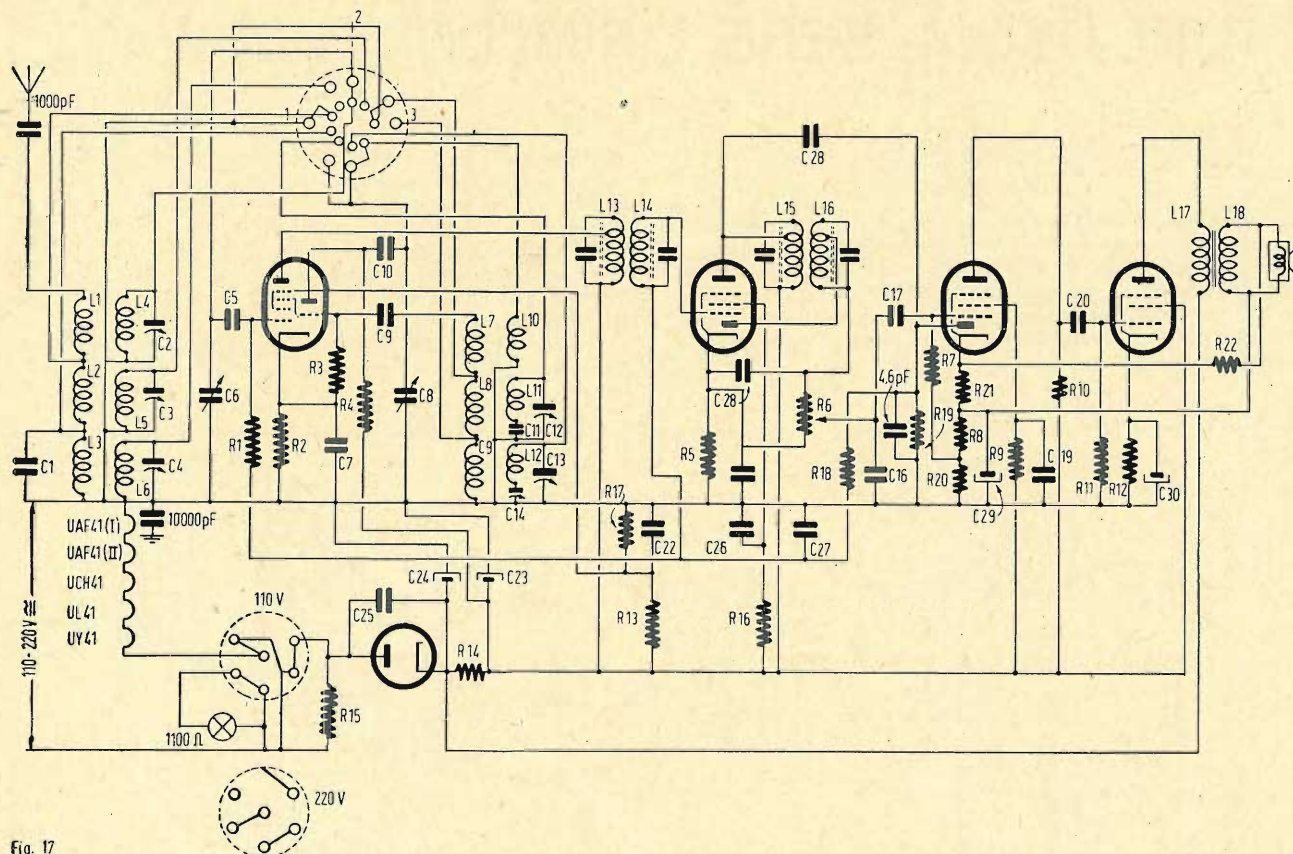 2
1000pF
1
3
C28
L13
L14
L15
L16
L17
L18
C10
C5
C17
C20
L1
L4
C2
C9
L7
L10
R22
L2
C3
L5
C6
R3
R4
C8
L8
L11
C11
C12
C28
R6
4,6pF
R7
R21
R10
R19
R8
L3
C1
C4
L6
R1
R2
C7
C9
L12
C13
C14
R5
R18
C16
R20
R9
C19
R11
R12
C29
C30
10000pF
UAF41(I)
UAF41(II)
UCH41
UL41
UY41
R17
C22
C26
C27
C24
C23
110-220V ≂
110 V
C25
R13
R16
R14
R15
1100 Ω
220 V
Fig. 17